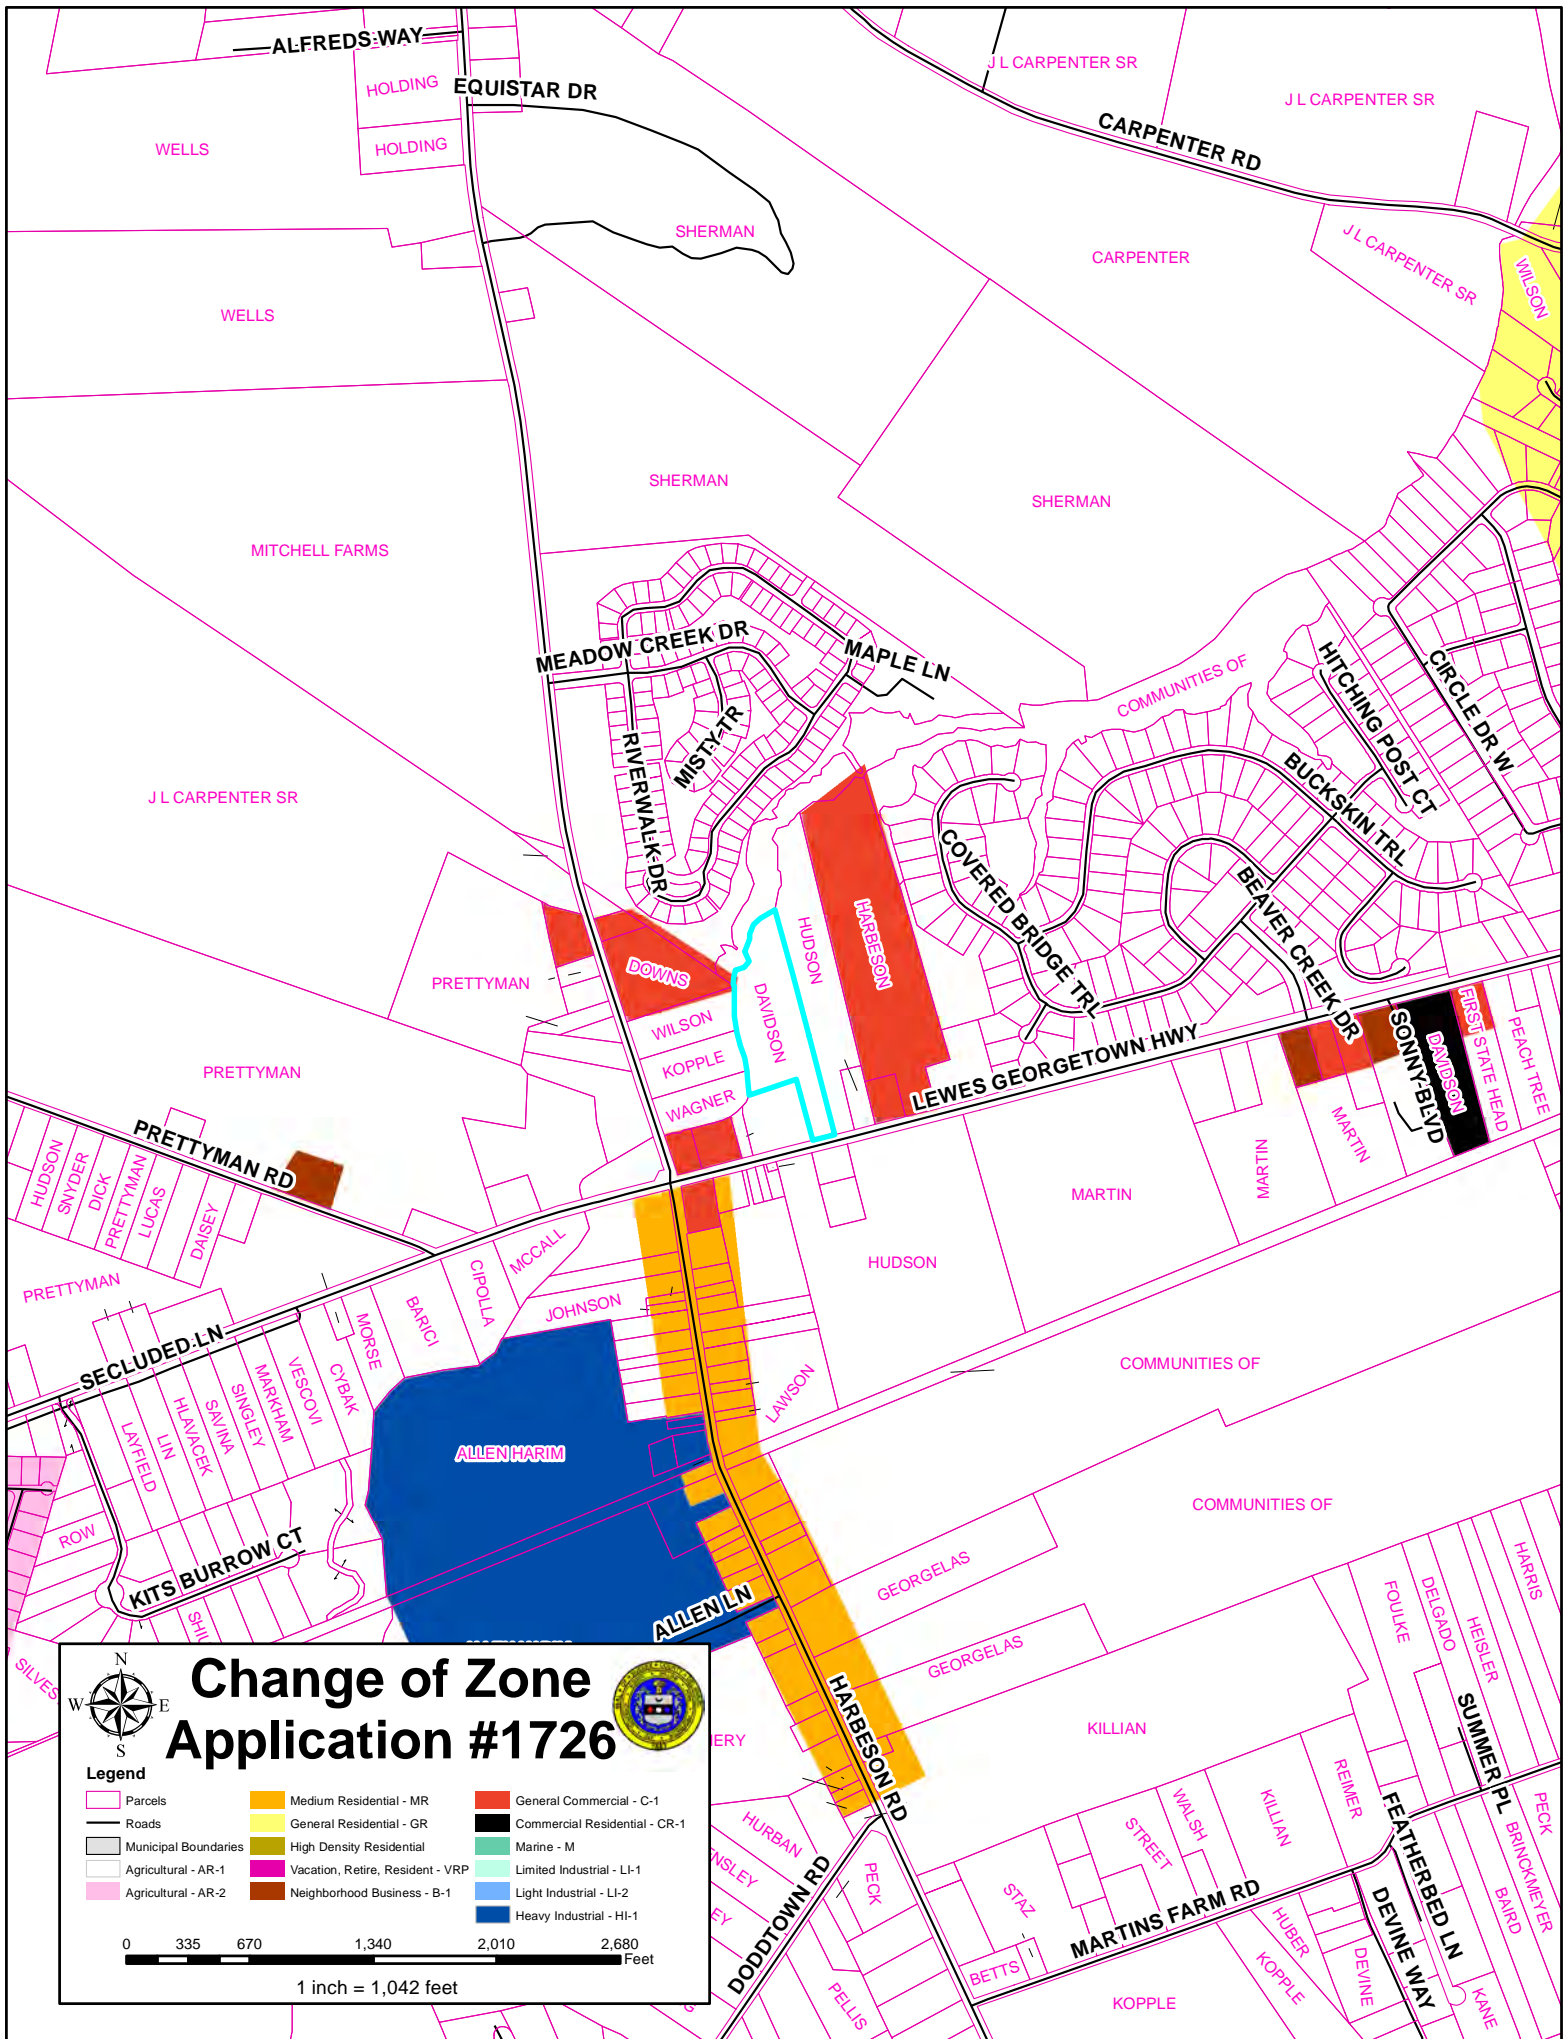 ALFREDS WAY
J L CARPENTER SR
HOLDING
EQUISTAR DR
J L CARPENTER SR
CARPENTER RD
WELLS
HOLDING
SHERMAN
CARPENTER
J L CARPENTER SR
WILSON
WELLS
SHERMAN
SHERMAN
MITCHELL FARMS
MEADOW CREEK DR
MAPLE LN
COMMUNITIES OF
HITCHING POST CT
CIRCLE DR W
MISTY TR
RIVERWALK DR
J L CARPENTER SR
BUCKSKIN TRL
COVERED BRIDGE TRL
BEAVER CREEK DR
HARBESON
HUDSON
DOWNS
PRETTYMAN
DAVIDSON
WILSON
KOPPLE
WAGNER
LEWES GEORGETOWN HWY
SONNY BLVD
DAVIDSON
FIRST STATE HEAD
PEACH TREE
PRETTYMAN
PRETTYMAN RD
HUDSON
SNYDER
DICK
PRETTYMAN
LUCAS
DAISEY
MARTIN
MARTIN
MARTIN
HUDSON
PRETTYMAN
MCCALL
CIPOLLA
BARICI
MORSE
JOHNSON
SECLUDED LN
CYBAK
VESCOVI
MARKHAM
SINGLEY
SAVINA
HLAVACEK
LIN
LAYFIELD
LAWSON
COMMUNITIES OF
ALLEN HARIM
COMMUNITIES OF
ROW
KITS BURROW CT
ALLEN LN
GEORGELAS
GEORGELAS
HARRIS
HEISLER
DELGADO
FOULKE
SILVES
SHIL
HARBESON RD
KILLIAN
SUMMER PL
N
W E
S
Change of Zone
Application #1726
Legend
Parcels
Roads
Municipal Boundaries
Agricultural - AR-1
Agricultural - AR-2
Medium Residential - MR
General Residential - GR
High Density Residential
Vacation, Retire, Resident - VRP
Neighborhood Business - B-1
General Commercial - C-1
Commercial Residential - CR-1
Marine - M
Limited Industrial - LI-1
Light Industrial - LI-2
Heavy Industrial - HI-1
0 335 670 1,340 2,010 2,680
Feet
1 inch = 1,042 feet
IERY
HURBAN
NSLEY
EY
PECK
DODDTOWN RD
PELLIS
STAZ
STREET
WALSH
KILLIAN
REIMER
FEATHERBED LN
PECK
BRINCKMEYER
BAIRD
MARTINS FARM RD
BETTS
HUBER
KOPPLE
DEVINE
DEVINE WAY
KANE
KOPPLE